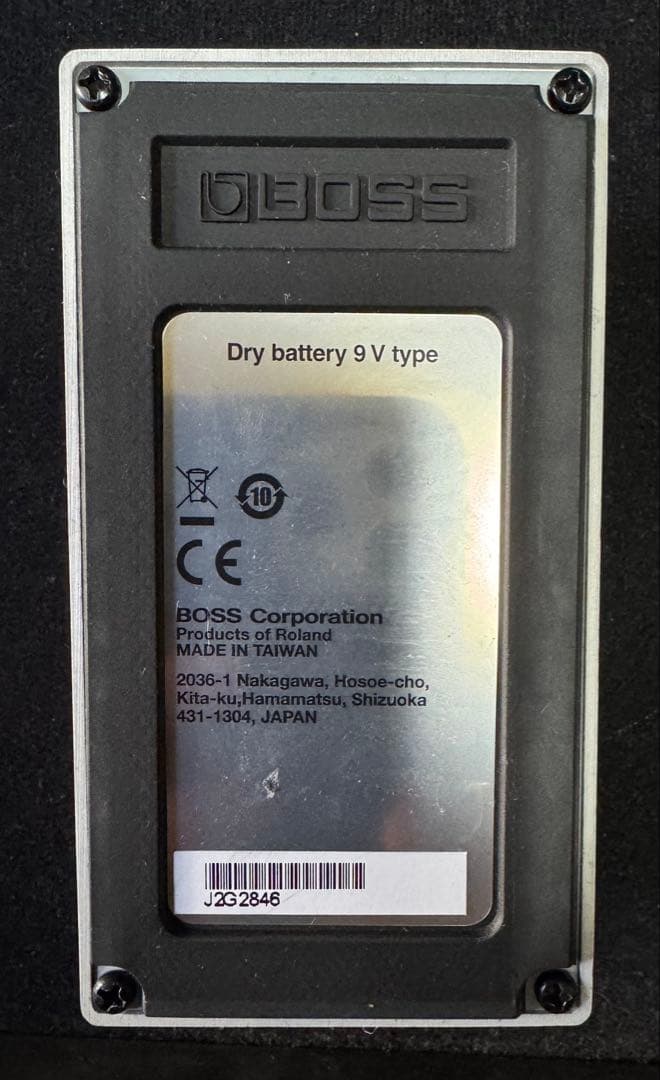 BOSS
Dry battery 9 V type
10
CE
BOSS Corporation
Products of Roland
MADE IN TAIWAN
2036-1 Nakagawa, Hosoe-cho,
Kita-ku,Hamamatsu, Shizuoka
431-1304, JAPAN
J2G2846